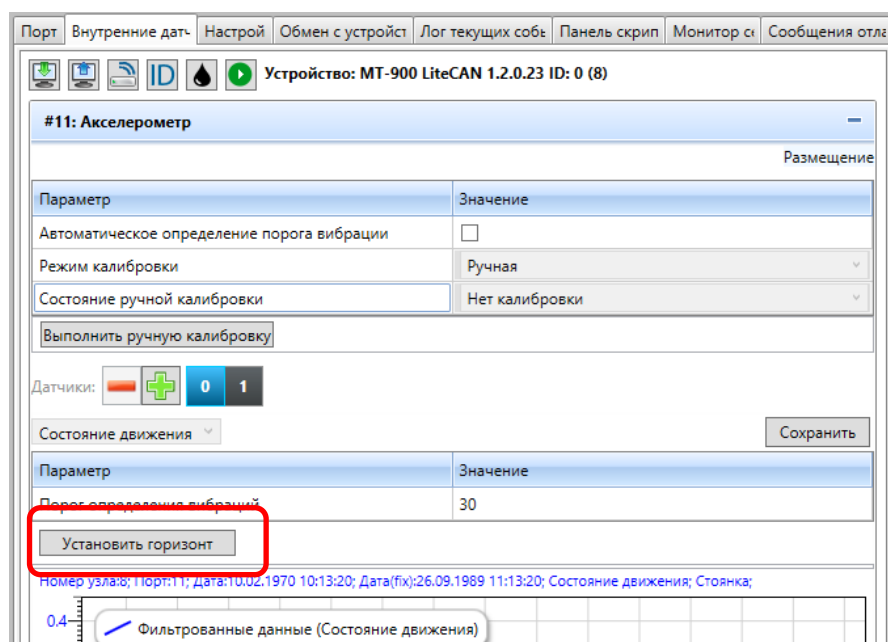 Порт Внутренние датч Настрой Обмен с устройст Лог текущих собь Панель скрип Монитор се Сообщения отла
ID Устройство: MT-900 LiteCAN 1.2.0.23 ID: 0 (8)
#11: Акселерометр
Размещение
Параметр Значение
Автоматическое определение порога вибрации
Режим калибровки Ручная
Состояние ручной калибровки Нет калибровки
Выполнить ручную калибровку
Датчики: 0 1
Состояние движения Сохранить
Параметр Значение
Порог определения вибраций 30
Установить горизонт
Номер узла:8; Порт:11; Дата:10.02.1970 10:13:20; Дата(fix):26.09.1989 11:13:20; Состояние движения; Стоянка;
0.4
Фильтрованные данные (Состояние движения)